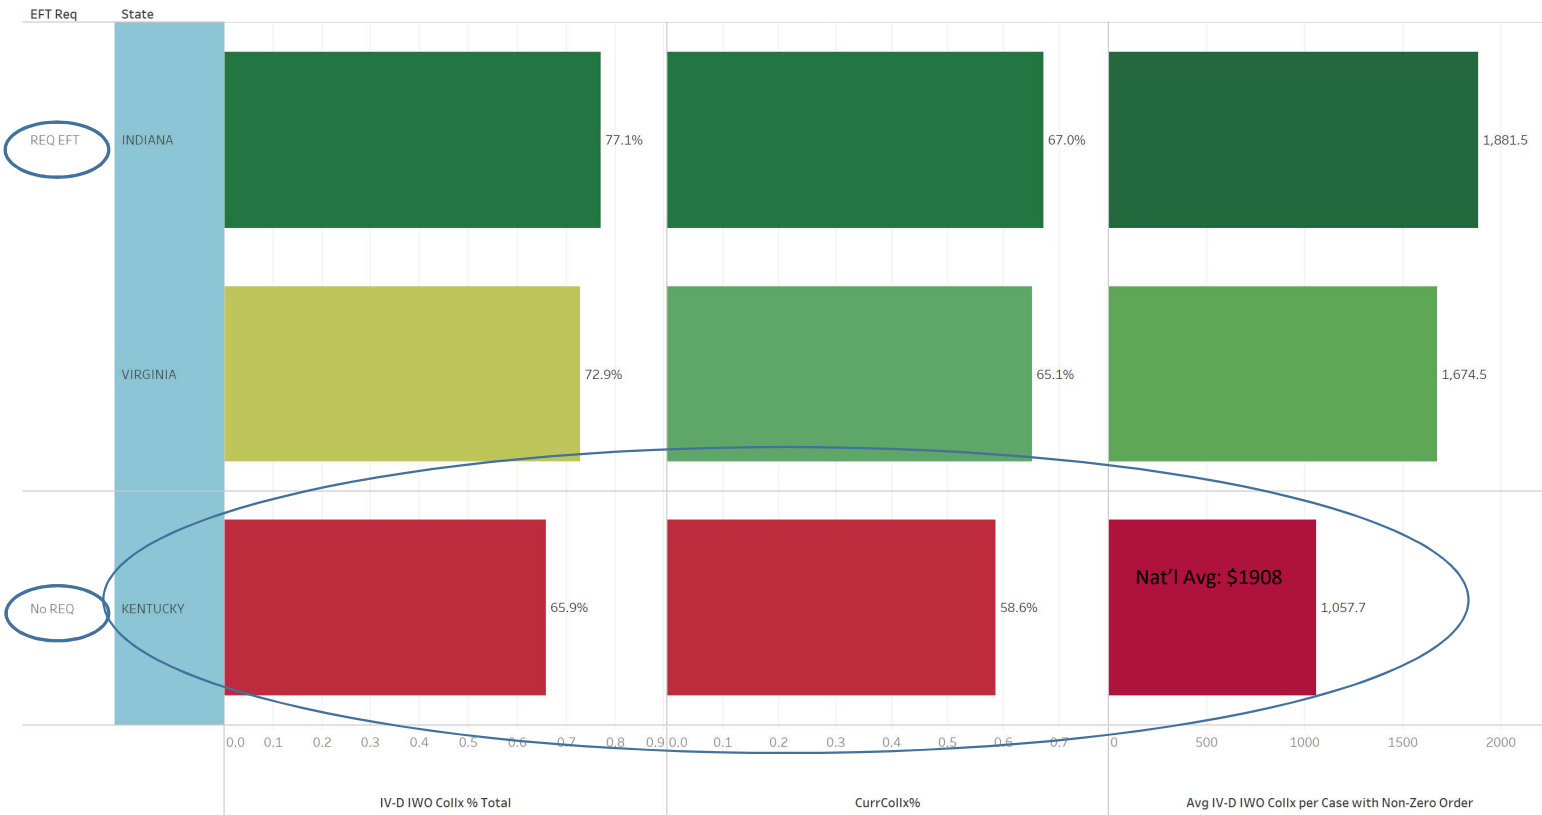 EFT Req State
REQ EFT INDIANA 77.1% 67.0% 1,881.5
VIRGINIA 72.9% 65.1% 1,674.5
Nat'l Avg: $1908
No REQ KENTUCKY 65.9% 58.6% 1,057.7
0.0 0.1 0.2 0.3 0.4 0.5 0.6 0.7 0.8 0.9 0.0 0.1 0.2 0.3 0.4 0.5 0.6 0.7 0 500 1000 1500 2000
IV-D IWO Collx % Total CurrCollx% Avg IV-D IWO Collx per Case with Non-Zero Order